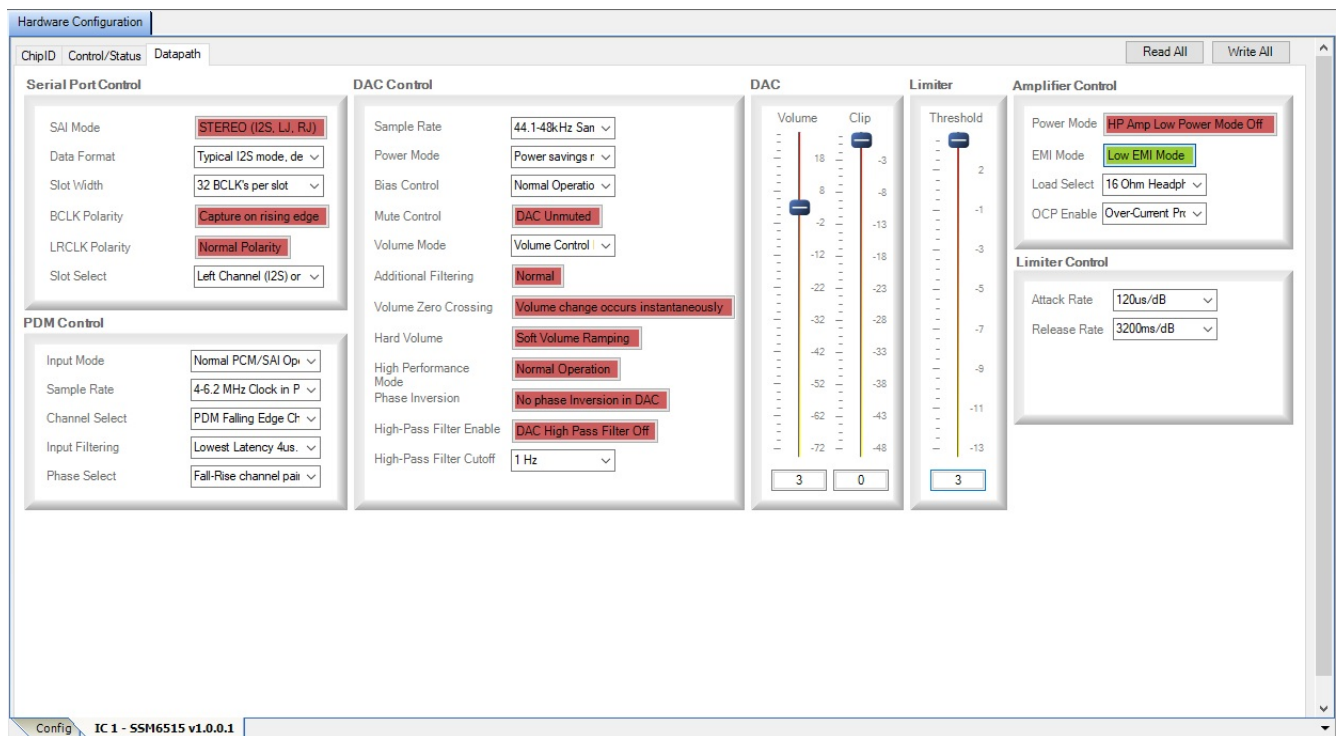 Hardware Configuration
ChipID Control/Status Datapath
Read All Write All
Serial Port Control
SAI Mode STEREO (I2S, LJ, RJ)
Data Format Typical I2S mode, de
Slot Width 32 BCLK's per slot
BCLK Polarity Capture on rising edge
LRCLK Polarity Normal Polarity
Slot Select Left Channel (I2S) or
PDM Control
Input Mode Normal PCM/SAI Op
Sample Rate 4-6.2 MHz Clock in P
Channel Select PDM Falling Edge Ch
Input Filtering Lowest Latency 4us.
Phase Select Fall-Rise channel pair
DAC Control
Sample Rate 44.1-48kHz San
Power Mode Power savings r
Bias Control Normal Operatio
Mute Control DAC Unmuted
Volume Mode Volume Control
Additional Filtering Normal
Volume Zero Crossing Volume change occurs instantaneously
Hard Volume Soft Volume Ramping
High Performance Normal Operation
Mode
Phase Inversion No phase Inversion in DAC
High-Pass Filter Enable DAC High Pass Filter Off
High-Pass Filter Cutoff 1 Hz
DAC
Volume Clip
18 -3
8 -8
-2 -13
-12 -18
-22 -23
-32 -28
-42 -33
-52 -38
-62 -43
-72 -48
3 0
Limiter
Threshold
2
-1
-3
-5
-7
-9
-11
-13
3
Amplifier Control
Power Mode HP Amp Low Power Mode Off
EMI Mode Low EMI Mode
Load Select 16 Ohm Headph
OCP Enable Over-Current Pro
Limiter Control
Attack Rate 120us/dB
Release Rate 3200ms/dB
Config IC 1 - SSM6515 v1.0.0.1